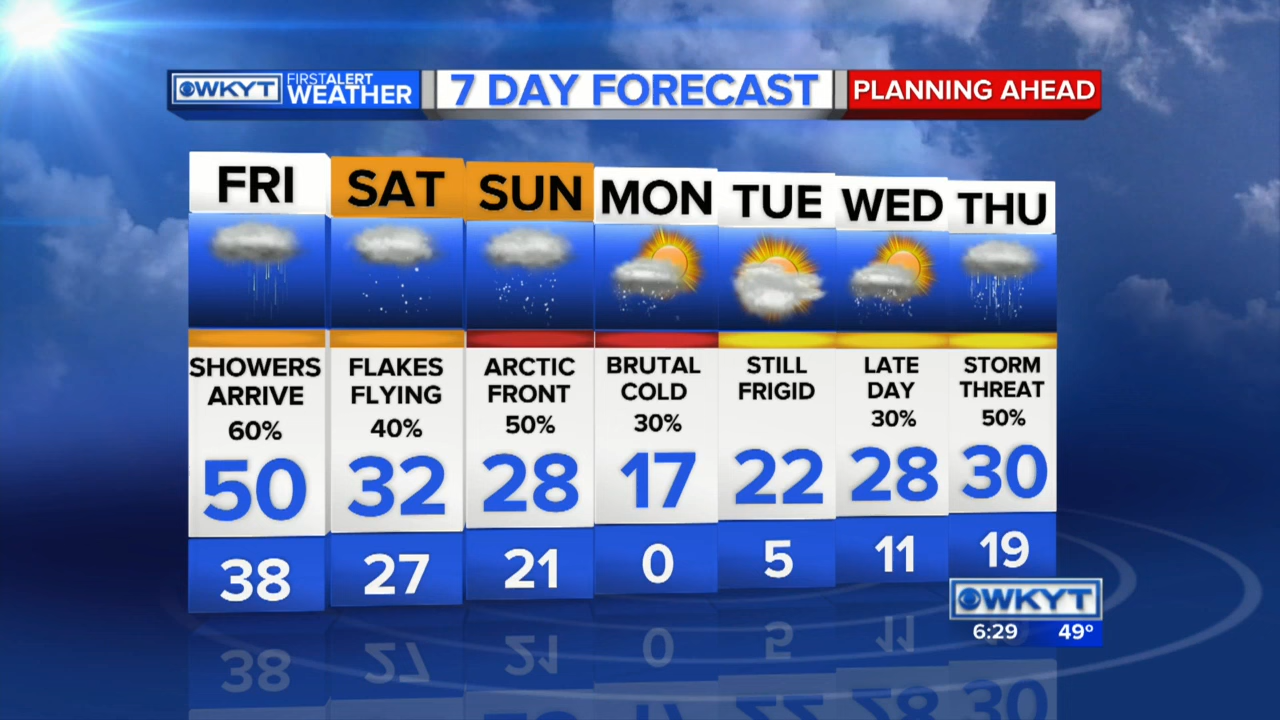 WKYT FIRST ALERT WEATHER 7 DAY FORECAST PLANNING AHEAD
FRI
SHOWERS
ARRIVE
60%
50
38
SAT
FLAKES
FLYING
40%
32
27
SUN
ARCTIC
FRONT
50%
28
21
MON
BRUTAL
COLD
30%
17
0
TUE
STILL
FRIGID
22
5
WED
LATE
DAY
30%
28
11
THU
STORM
THREAT
50%
30
19
WKYT
6:29 49°